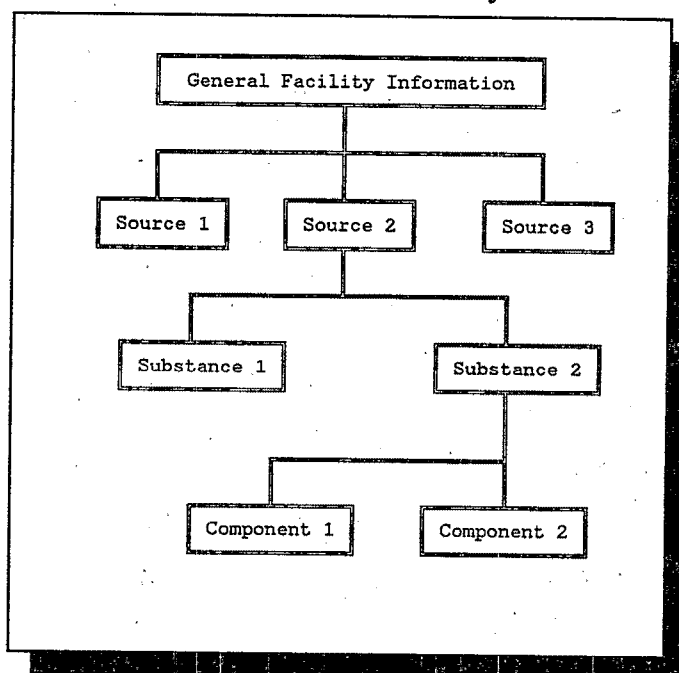 General Facility Information
Source 1 Source 2 Source 3
Substance 1 Substance 2
Component 1 Component 2